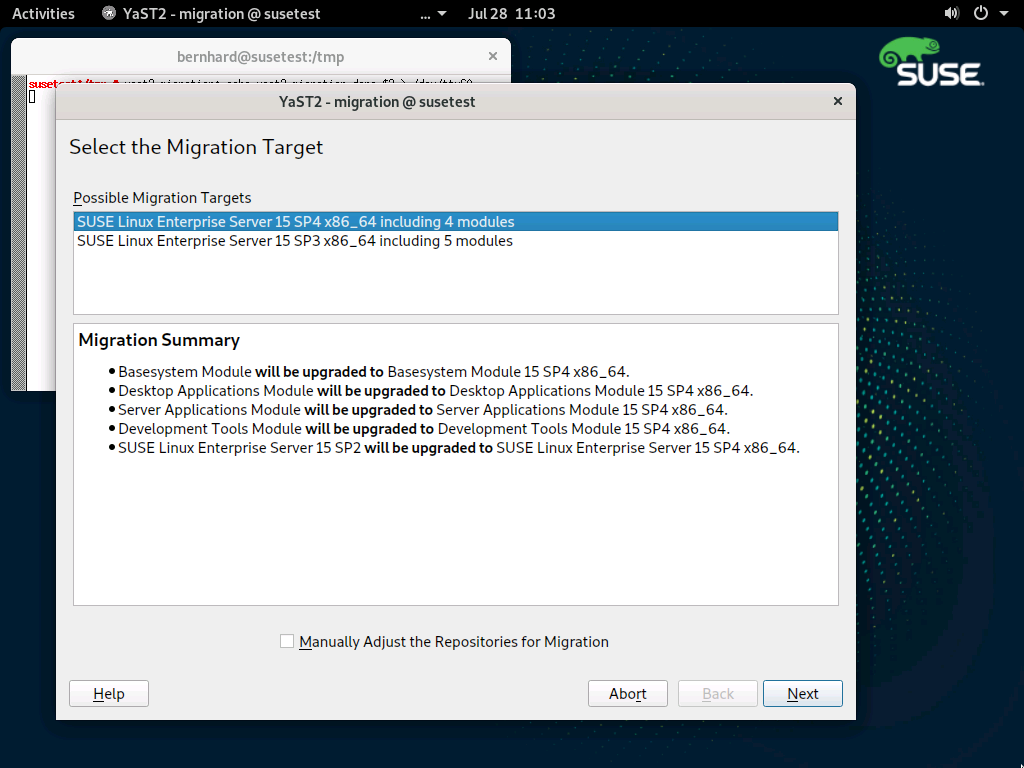 Activities YaST2 - migration @ susetest ... Jul 28 11:03
bernhard@susetest:/tmp
SUSE
YaST2 - migration @ susetest
Select the Migration Target
Possible Migration Targets
SUSE Linux Enterprise Server 15 SP4 x86_64 including 4 modules
SUSE Linux Enterprise Server 15 SP3 x86_64 including 5 modules
Migration Summary
• Basesystem Module will be upgraded to Basesystem Module 15 SP4 x86_64.
• Desktop Applications Module will be upgraded to Desktop Applications Module 15 SP4 x86_64.
• Server Applications Module will be upgraded to Server Applications Module 15 SP4 x86_64.
• Development Tools Module will be upgraded to Development Tools Module 15 SP4 x86_64.
• SUSE Linux Enterprise Server 15 SP2 will be upgraded to SUSE Linux Enterprise Server 15 SP4 x86_64.
Manually Adjust the Repositories for Migration
Help Abort Back Next